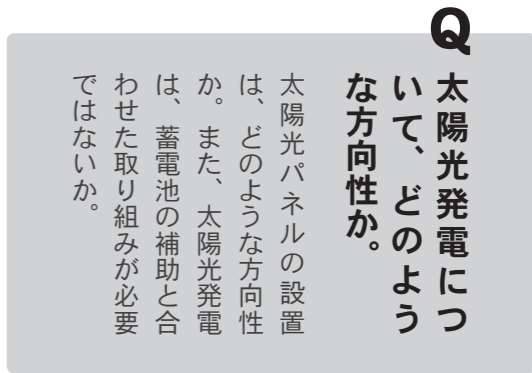 Q
太陽光発電につ
いて、どのよう
な方向性か。
太陽光パネルの設置
は、どのような方向性
か。また、太陽光発電
は、蓄電池の補助と合
わせた取り組みが必要
ではないか。